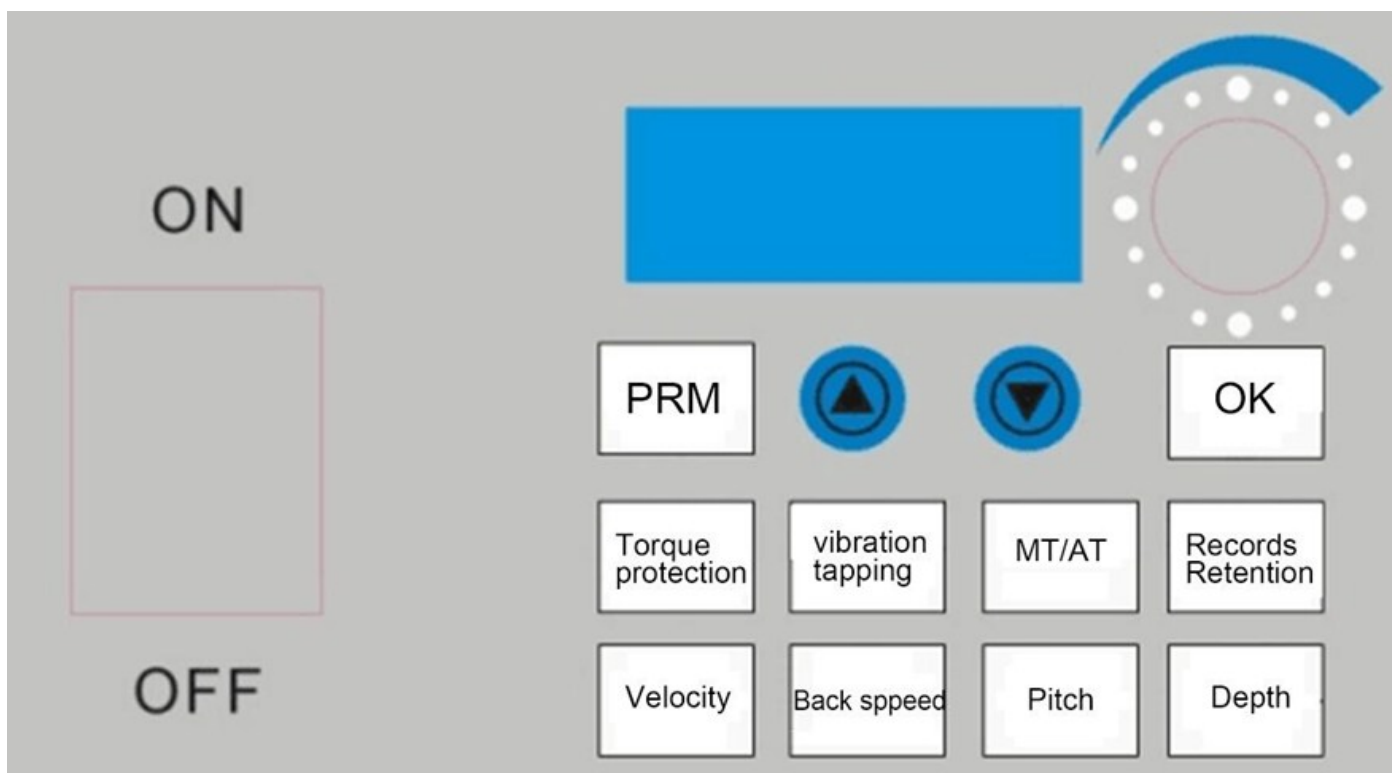 ON
OFF
PRM
OK
Torque
protection
vibration
tapping
MT/AT
Records
Retention
Velocity
Back sppeed
Pitch
Depth